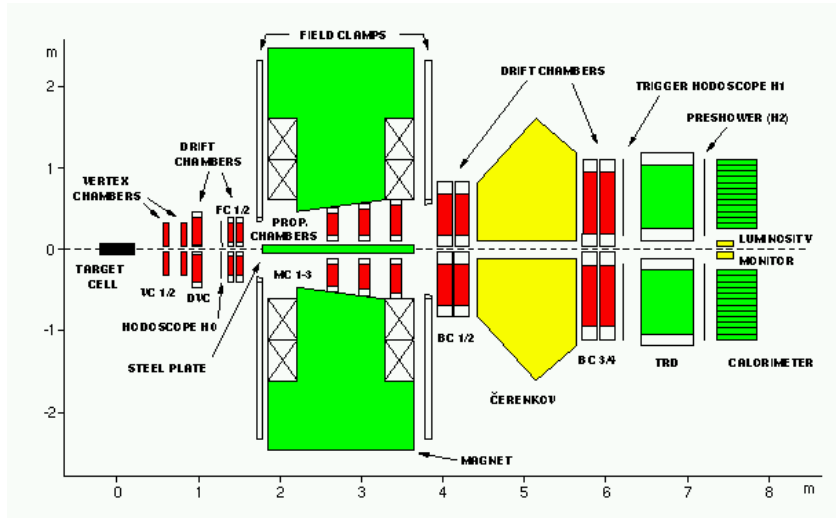 FIELD CLAMPS
m
DRIFT CHAMBERS
2
TRIGGER HODOSCOPE H1
PRESHOWER (H2)
DRIFT
CHAMBERS
1
VERTEX
CHAMBERS
FC 1/2
PROP.
CHAMBERS
0
LUMINOSITY
MONITOR
TARGET
CELL
MC 1-3
VC 1/2
DVC
HODOSCOPE H0
-1
BC 1/2
STEEL PLATE
BC 3/4
TRD
CALORIMETER
ČERENKOV
-2
MAGNET
0
1
2
3
4
5
6
7
8
m